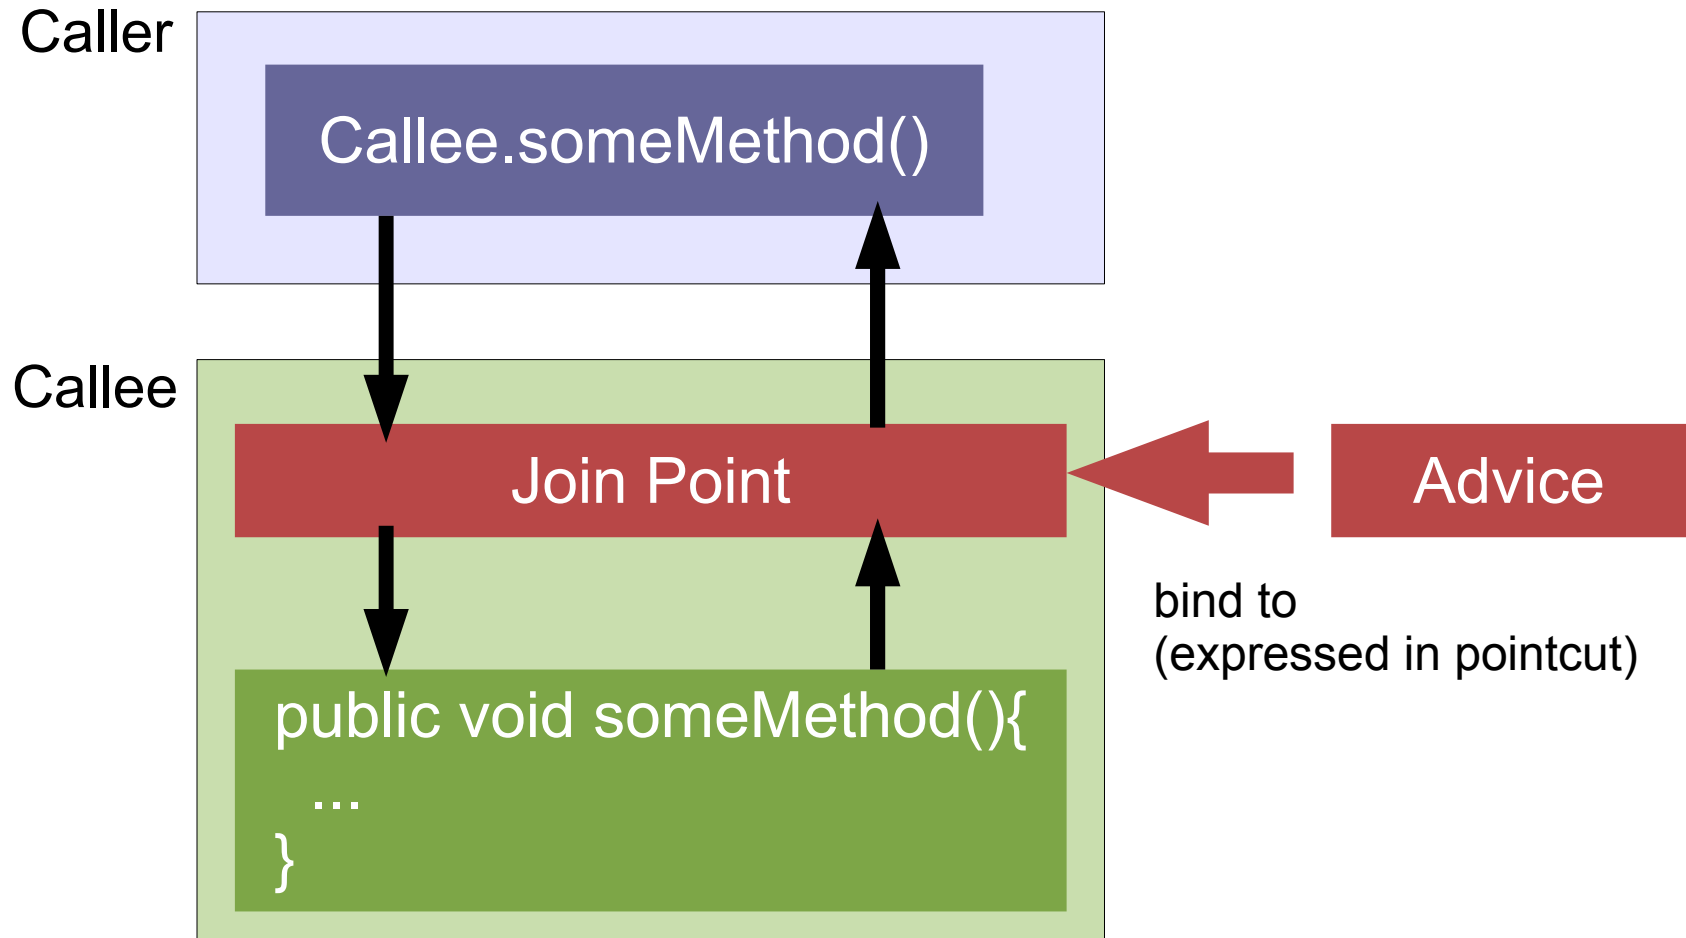 Caller
Callee.someMethod()
Callee
Join Point
Advice
bind to
(expressed in pointcut)
public void someMethod(){
...
}